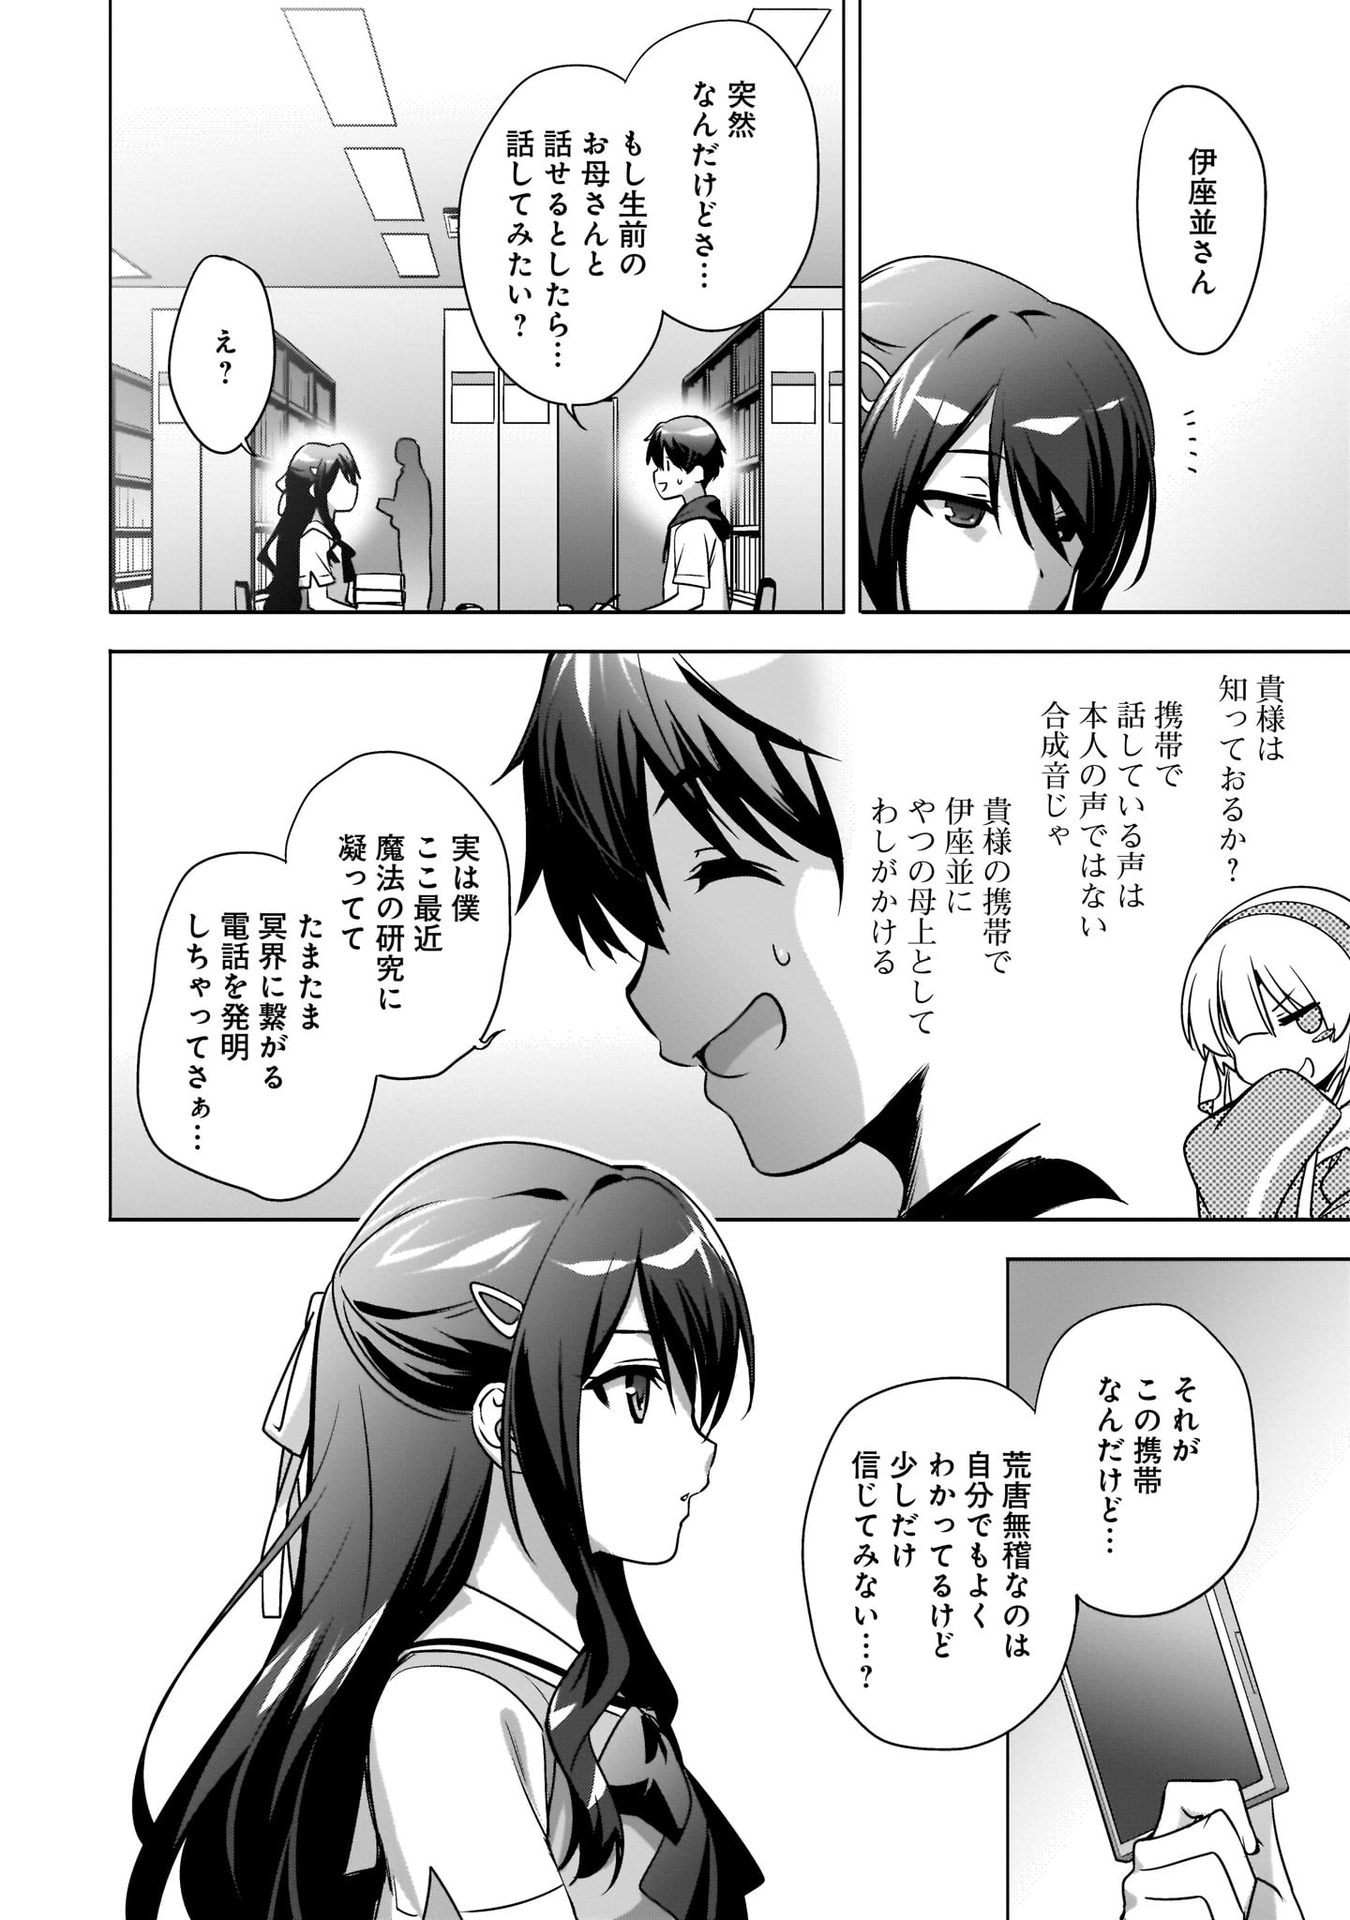 伊座並さん
突然
なんだけどさ…
もし生前の
お母さんと
話せるとしたら…
話してみたい?
え?
貴様は
知っておるか?
携帯で
話している声は
本人の声ではない
合成音じゃ
貴様の携帯で
伊座並に
やつの母上として
わしがかける
実は僕
ここ最近
魔法の研究に
凝ってて
たまたま
冥界に繋がる
電話を発明
しちゃってさぁ…
それが
この携帯
なんだけど…
荒唐無稽なのは
自分でもよく
わかってるけど
少しだけ
信じてみない…?